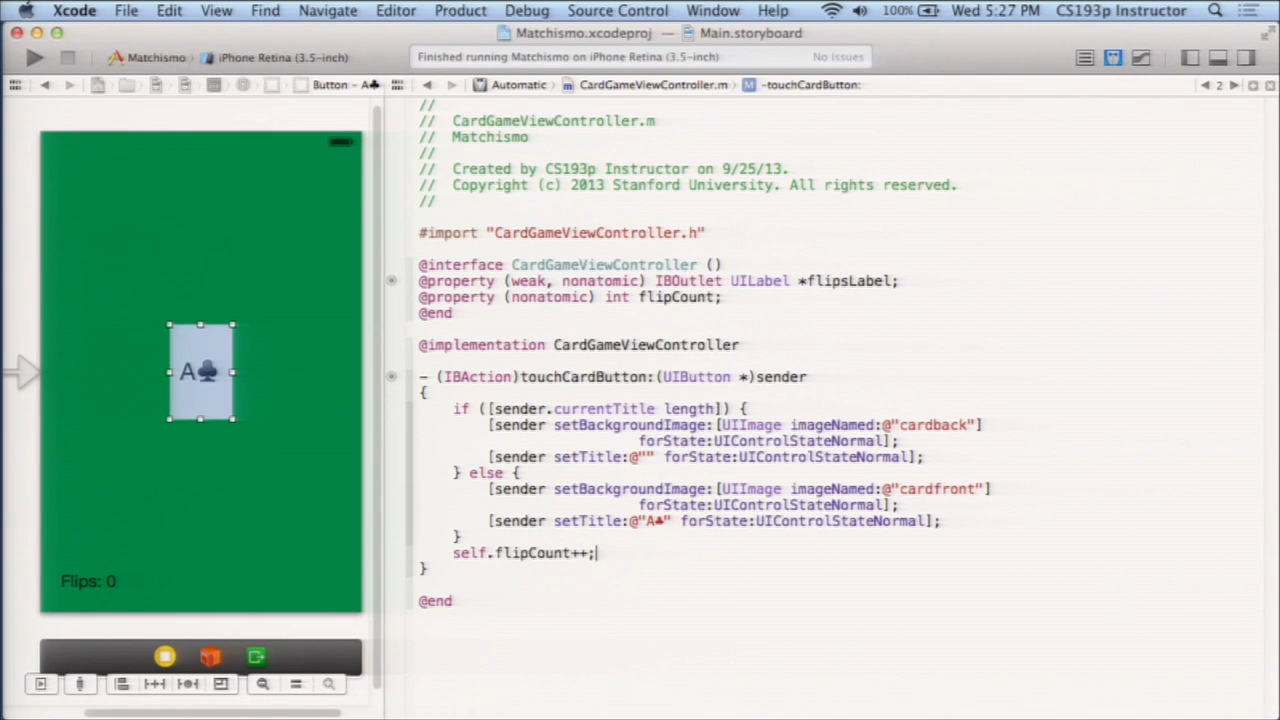 Xcode File Edit View Find Navigate Editor Product Debug Source Control Window Help 100% Wed 5:27 PM CS193p Instructor
Matchismo.xcodeproj — Main.storyboard
Matchismo iPhone Retina (3.5-inch) Finished running Matchismo on iPhone Retina (3.5-inch) No Issues
Button – A♣ Automatic CardGameViewController.m -touchCardButton: 2
//
// CardGameViewController.m
// Matchismo
//
// Created by CS193p Instructor on 9/25/13.
// Copyright (c) 2013 Stanford University. All rights reserved.
//
#import "CardGameViewController.h"
@interface CardGameViewController ()
@property (weak, nonatomic) IBOutlet UILabel *flipsLabel;
@property (nonatomic) int flipCount;
@end
@implementation CardGameViewController
- (IBAction)touchCardButton:(UIButton *)sender
{
if ([sender.currentTitle length]) {
[sender setBackgroundImage:[UIImage imageNamed:@"cardback"]
forState:UIControlStateNormal];
[sender setTitle:@"" forState:UIControlStateNormal];
} else {
[sender setBackgroundImage:[UIImage imageNamed:@"cardfront"]
forState:UIControlStateNormal];
[sender setTitle:@"A♣" forState:UIControlStateNormal];
}
self.flipCount++;
}
@end
A♣
Flips: 0